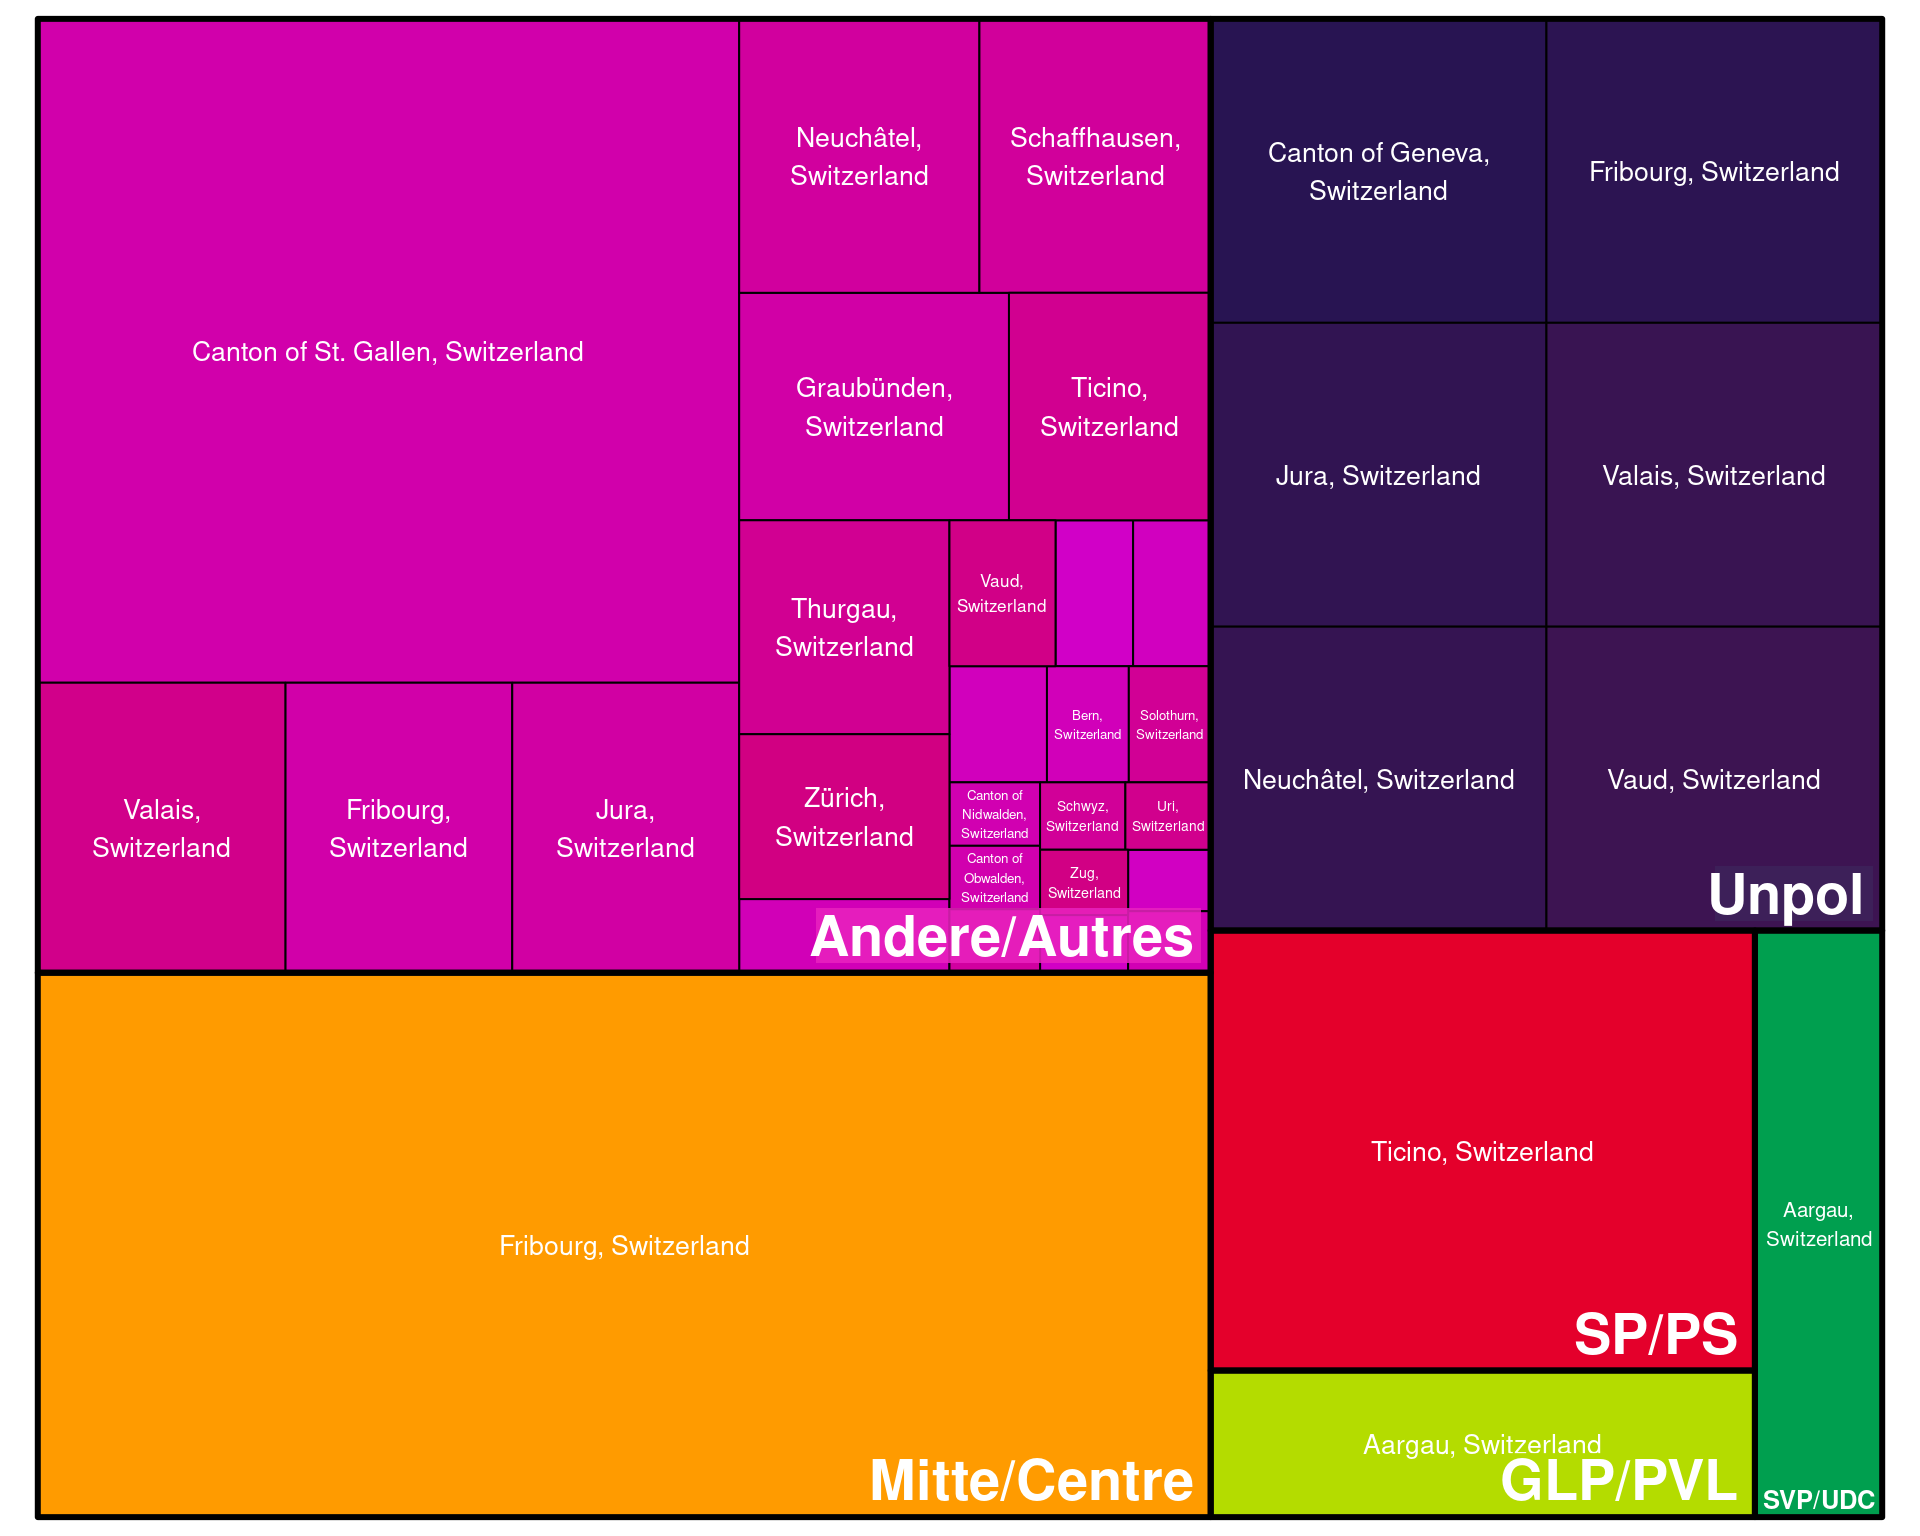 Canton of St. Gallen, Switzerland
Neuchâtel,
Switzerland
Schaffhausen,
Switzerland
Graubünden,
Switzerland
Ticino,
Switzerland
Thurgau,
Switzerland
Vaud,
Switzerland
Bern,
Switzerland
Solothurn,
Switzerland
Zürich,
Switzerland
Canton of
Nidwalden,
Switzerland
Schwyz,
Switzerland
Uri,
Switzerland
Canton of
Obwalden,
Switzerland
Zug,
Switzerland
Valais,
Switzerland
Fribourg,
Switzerland
Jura,
Switzerland
Andere/Autres
Canton of Geneva,
Switzerland
Fribourg, Switzerland
Jura, Switzerland
Valais, Switzerland
Neuchâtel, Switzerland
Vaud, Switzerland
Unpol
Fribourg, Switzerland
Mitte/Centre
Ticino, Switzerland
SP/PS
Aargau, Switzerland
GLP/PVL
Aargau,
Switzerland
SVP/UDC